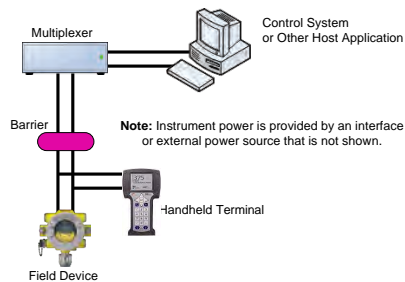 Multiplexer
Control System
or Other Host Application
Barrier
Note: Instrument power is provided by an interface
or external power source that is not shown.
375
Handheld Terminal
Field Device